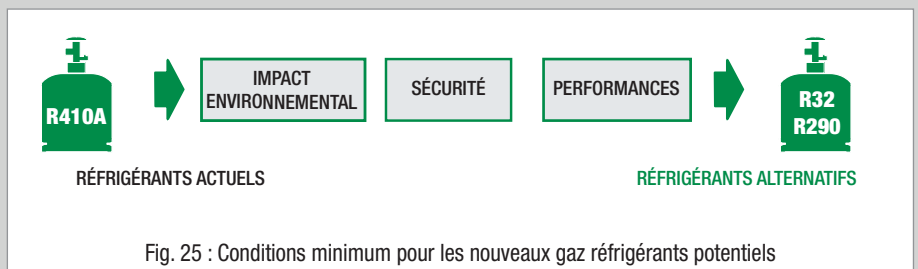 R410A
IMPACT
ENVIRONNEMENTAL
SÉCURITÉ
PERFORMANCES
R32
R290
RÉFRIGÉRANTS ACTUELS
RÉFRIGÉRANTS ALTERNATIFS
Fig. 25 : Conditions minimum pour les nouveaux gaz réfrigérants potentiels